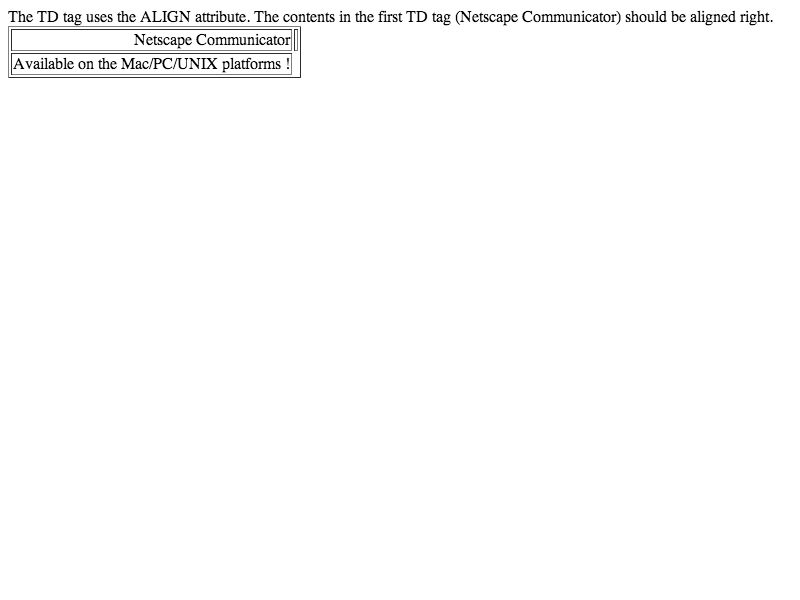 The TD tag uses the ALIGN attribute. The contents in the first TD tag (Netscape Communicator) should be aligned right.
Netscape Communicator
Available on the Mac/PC/UNIX platforms !